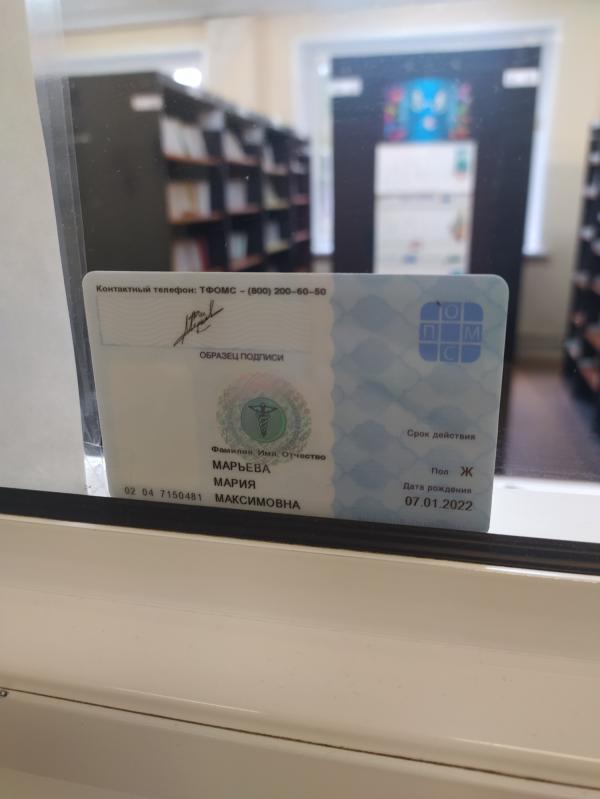 Контактный телефон: ТФОМС - (800) 200-60-50
ОБРАЗЕЦ ПОДПИСИ
О
П М
С
Срок действия
Фамилия, Имя, Отчество
МАРЬЕВА
Пол Ж
МАРИЯ
Дата рождения
02 04 7150481 МАКСИМОВНА 07.01.2022